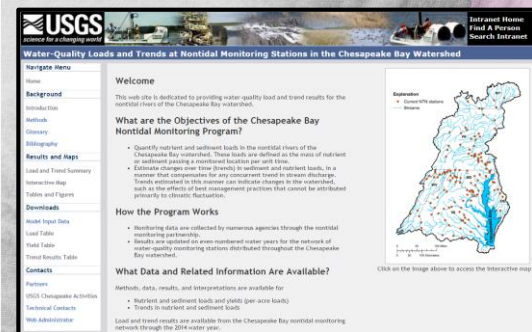 USGS
science for a changing world
Intranet Home
Find A Person
Search Intranet
Water-Quality Loads and Trends at Nontidal Monitoring Stations in the Chesapeake Bay Watershed
Navigate Menu
Home
Background
Introduction
Methods
Glossary
Bibliography
Results and Maps
Load and Trend Summary
Interactive Map
Tables and Figures
Downloads
Model Input Data
Load Table
Yield Table
Trend Results Table
Contacts
Partners
USGS Chesapeake Activities
Technical Contacts
Web Administrator
Welcome
This web site is dedicated to providing water-quality load and trend results for the
nontidal rivers of the Chesapeake Bay watershed.
What are the Objectives of the Chesapeake Bay
Nontidal Monitoring Program?
• Quantify nutrient and sediment loads in the nontidal rivers of the
Chesapeake Bay watershed. These loads are defined as the mass of nutrient
or sediment passing a monitoring location per unit time.
• Estimate changes over time (trends) in sediment and nutrient loads, in a
manner that compensates for any concurrent trend in stream discharge.
Trends estimated in this manner can indicate changes in the watershed,
such as the effects of best management practices that cannot be attributed
primarily to climatic fluctuation.
How the Program Works
• Monitoring data are collected by numerous agencies through the nontidal
monitoring partnership.
• Results are updated on even numbered water years for the network of
water-quality monitoring stations distributed throughout the Chesapeake
Bay watershed.
What Data and Related Information Are Available?
Methods, data, results, and interpretations are available for
• Nutrient and sediment loads and yields (per-acre loads)
• Trends in nutrient and sediment loads
Load and trend results are available from the Chesapeake Bay nontidal monitoring
network through the 2014 water year.
Explanation
Current NTN stations
Streams
Click on the image above to access the interactive map